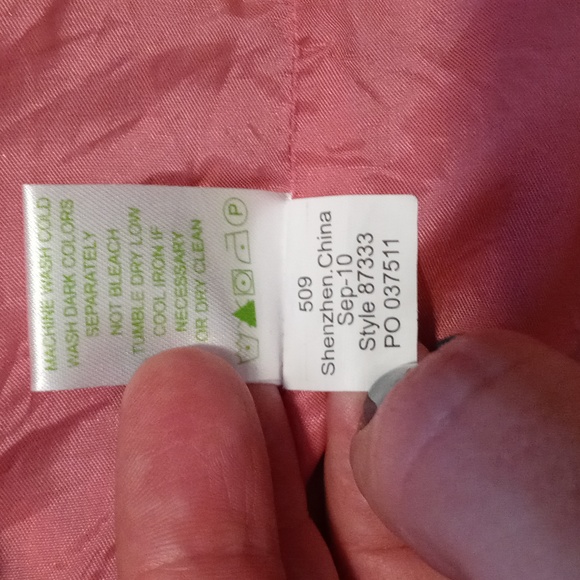 MACHINE WASH COLD
WASH DARK COLORS
SEPARATELY
NOT BLEACH
TUMBLE DRY LOW
COOL IRON IF
NECESSARY
OR DRY CLEAN
P
509
Shenzhen,China
Sep-10
Style 87333
PO 037511